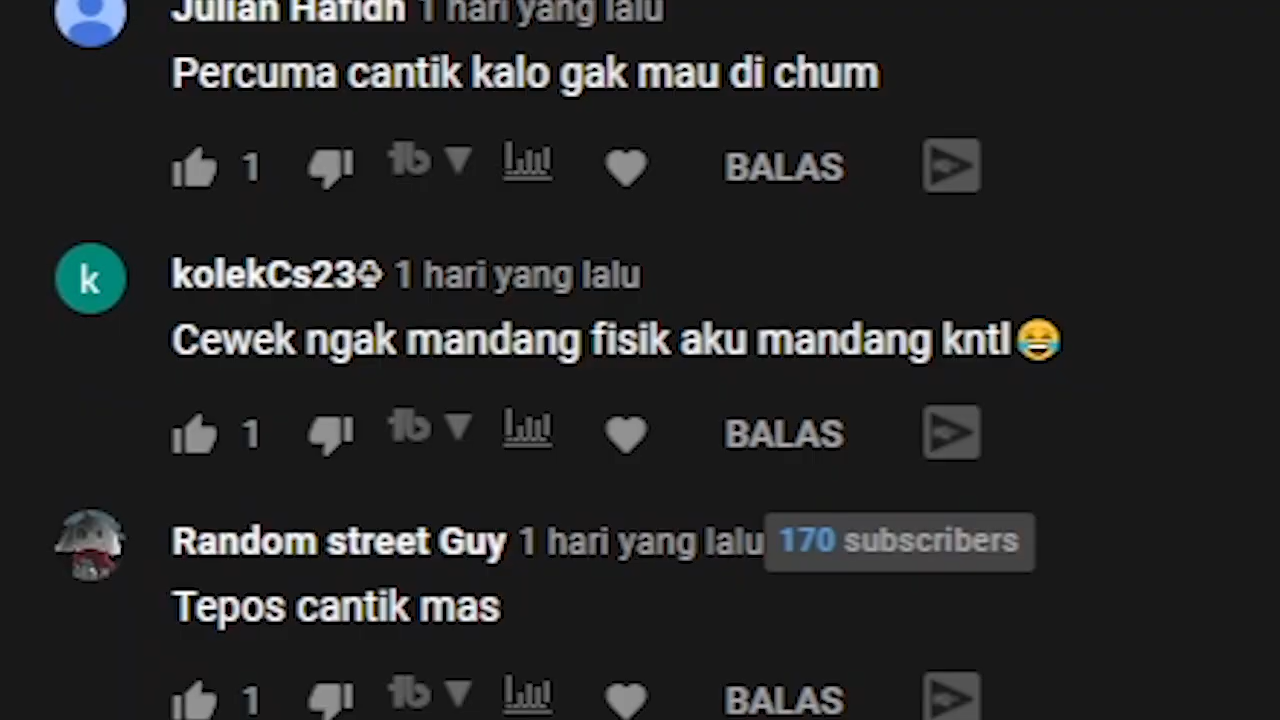 Julian Hafidh 1 hari yang lalu
Percuma cantik kalo gak mau di chum
1 BALAS
kolekCs23♧ 1 hari yang lalu
Cewek ngak mandang fisik aku mandang kntl😂
1 BALAS
Random street Guy 1 hari yang lalu 170 subscribers
Tepos cantik mas
1 BALAS